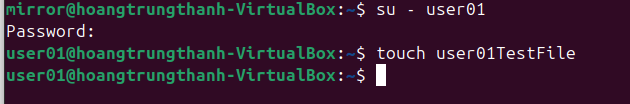 mirror@hoangtrungthanh-VirtualBox:~$ su - user01
Password:
user01@hoangtrungthanh-VirtualBox:~$ touch user01TestFile
user01@hoangtrungthanh-VirtualBox:~$